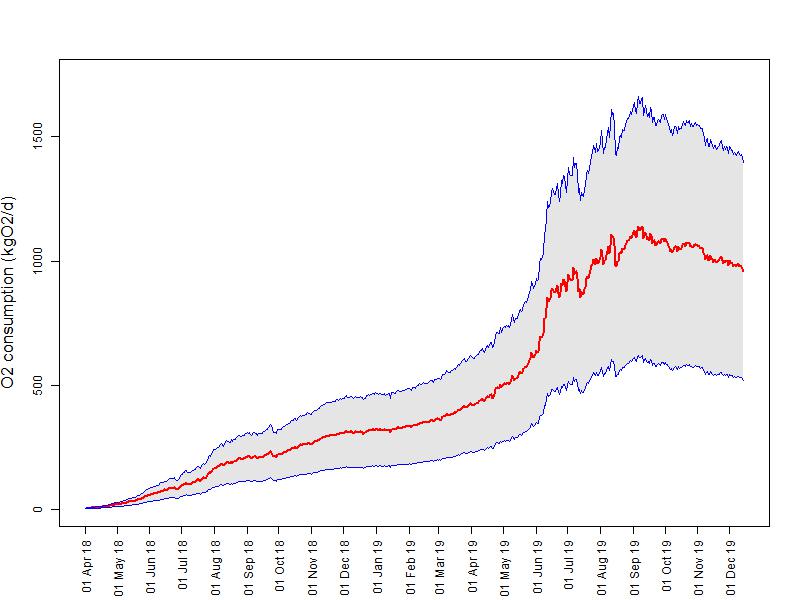 O2 consumption (kgO2/d)
1500
1000
500
0
01 Apr 18
01 May 18
01 Jun 18
01 Jul 18
01 Aug 18
01 Sep 18
01 Oct 18
01 Nov 18
01 Dec 18
01 Jan 19
01 Feb 19
01 Mar 19
01 Apr 19
01 May 19
01 Jun 19
01 Jul 19
01 Aug 19
01 Sep 19
01 Oct 19
01 Nov 19
01 Dec 19